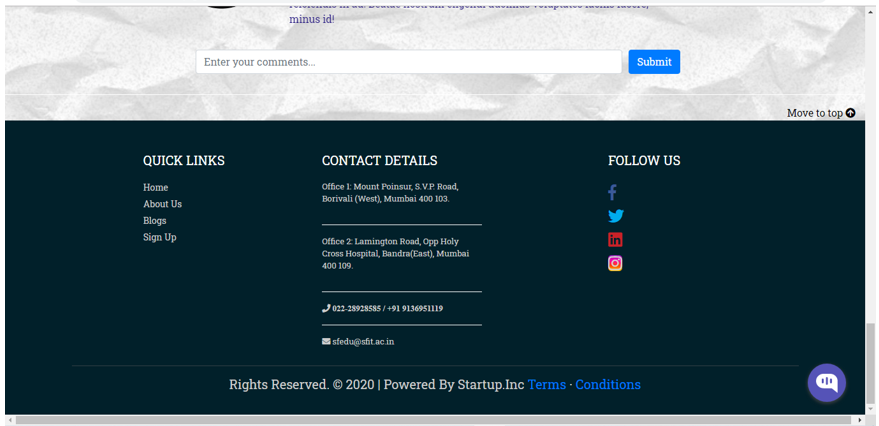 minus id!
Enter your comments...
Submit
Move to top
QUICK LINKS
Home
About Us
Blogs
Sign Up
CONTACT DETAILS
Office 1: Mount Poinsur, S.V.P. Road,
Borivali (West), Mumbai 400 103.
Office 2: Lamington Road, Opp Holy
Cross Hospital, Bandra(East), Mumbai
400 109.
022-28928585 / +91 9136951119
sfedu@sfit.ac.in
FOLLOW US
Rights Reserved. © 2020 | Powered By Startup.Inc Terms · Conditions